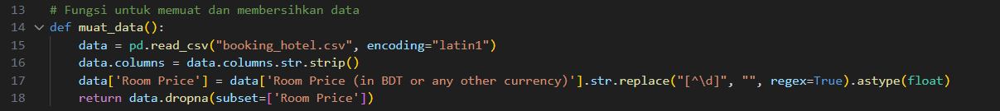 13 # Fungsi untuk memuat dan membersihkan data
14 def muat_data():
15 data = pd.read_csv("booking_hotel.csv", encoding="latin1")
16 data.columns = data.columns.str.strip()
17 data['Room Price'] = data['Room Price (in BDT or any other currency)'].str.replace("[^\d]", "", regex=True).astype(float)
18 return data.dropna(subset=['Room Price'])